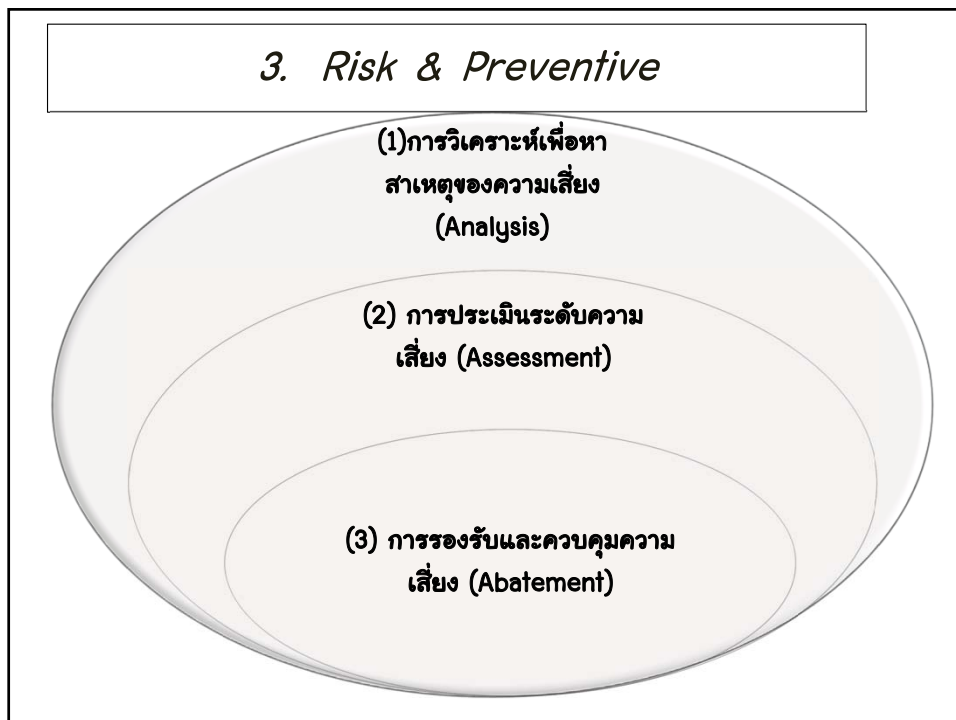 3. Risk & Preventive
(1)การวิเคราะห์เพื่อหา
สาเหตุของความเสี่ยง
(Analysis)
(2) การประเมินระดับความ
เสี่ยง (Assessment)
(3) การรองรับและควบคุมความ
เสี่ยง (Abatement)